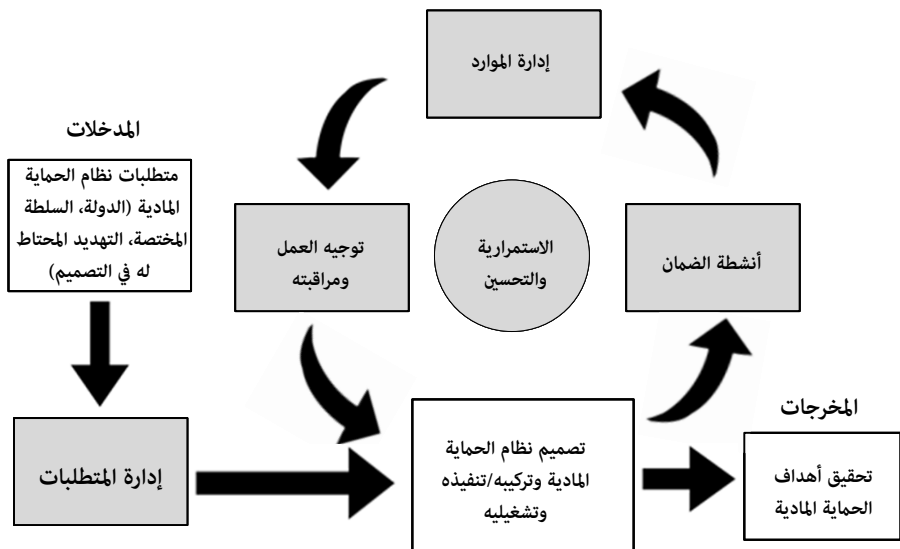 إدارة الموارد
المدخلات
متطلبات نظام الحماية
المادية (الدولة، السلطة
المختصة، التهديد المحتاط
له في التصميم)
توجيه العمل
ومراقبته
الاستمرارية
والتحسين
أنشطة الضمان
إدارة المتطلبات
تصميم نظام الحماية
المادية وتركيبه/تنفيذه
وتشغليه
المخرجات
تحقيق أهداف
الحماية المادية